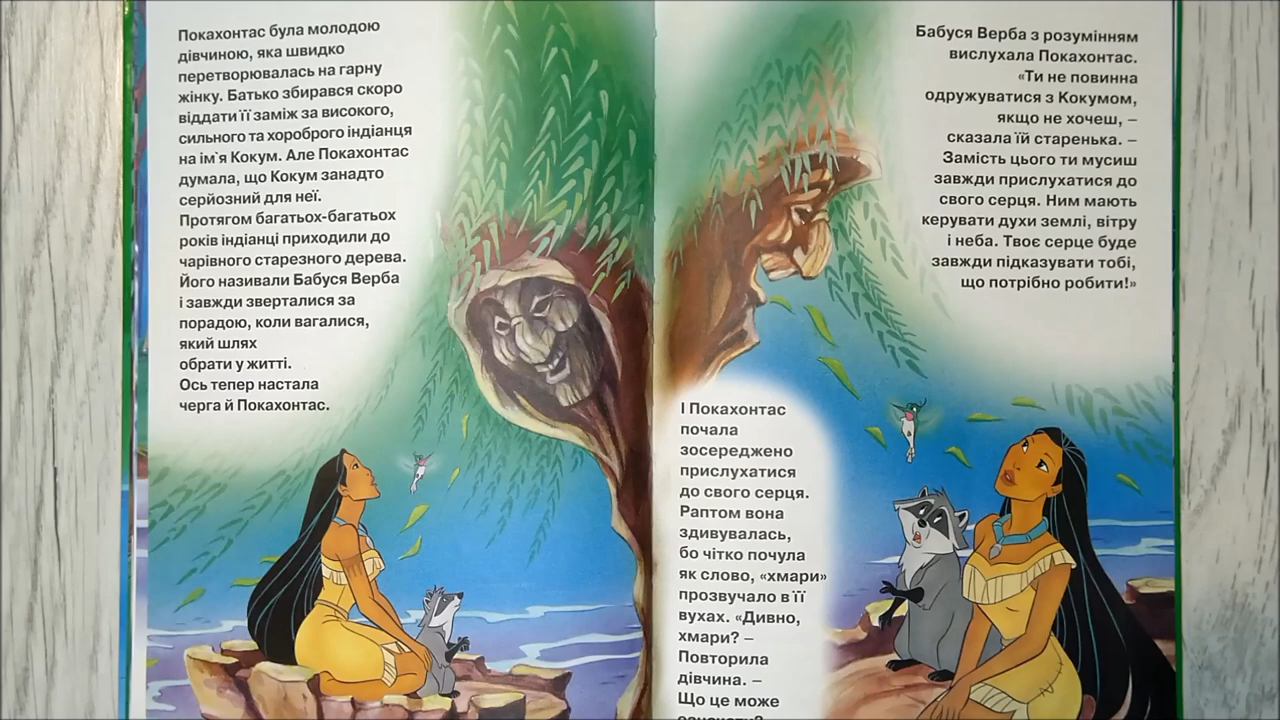 Покахонтас була молодою
дівчиною, яка швидко
перетворювалась на гарну
жінку. Батько збирався скоро
віддати її заміж за високого,
сильного та хороброго індіанця
на ім`я Кокум. Але Покахонтас
думала, що Кокум занадто
серйозний для неї.
Протягом багатьох-багатьох
років індіанці приходили до
чарівного старезного дерева.
Його називали Бабуся Верба
і завжди зверталися за
порадою, коли вагалися,
який шлях
обрати у житті.
Ось тепер настала
черга й Покахонтас.
Бабуся Верба з розумінням
вислухала Покахонтас.
«Ти не повинна
одружуватися з Кокумом,
якщо не хочеш, –
сказала їй старенька. –
Замість цього ти мусиш
завжди прислухатися до
свого серця. Ним мають
керувати духи землі, вітру
і неба. Твоє серце буде
завжди підказувати тобі,
що потрібно робити!»
І Покахонтас
почала
зосереджено
прислухатися
до свого серця.
Раптом вона
здивувалась,
бо чітко почула
як слово, «хмари»
прозвучало в її
вухах. «Дивно,
хмари? –
Повторила
дівчина. –
Що це може